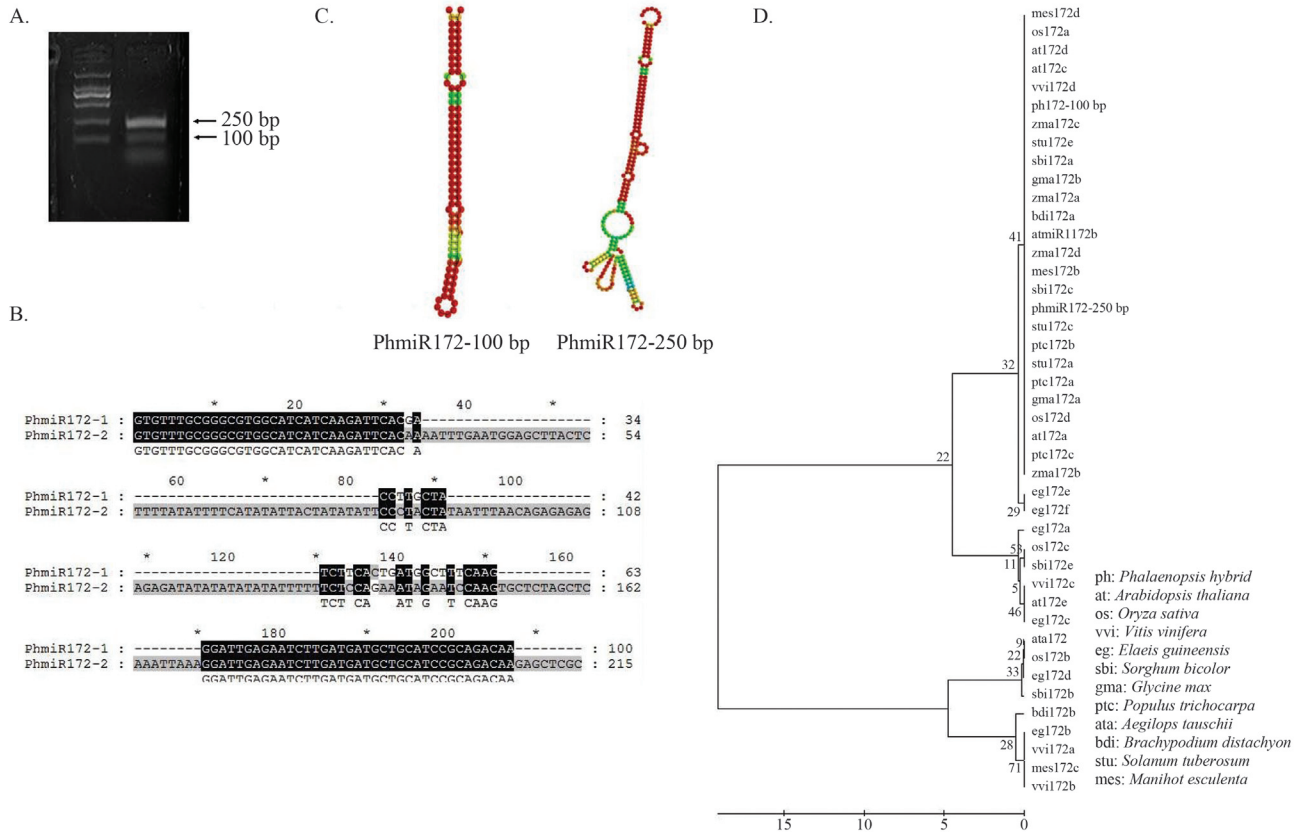 A.
250 bp
100 bp
B.
* 20 * 40 *
PhmiR172-1 : GTGTTTGCGGGCGTGGCATCATCAAGATTCACGA-------------------- : 34
PhmiR172-2 : GTGTTTGCGGGCGTGGCATCATCAAGATTCACAAAATTTGAATGGAGCTTACTC : 54
GTGTTTGCGGGCGTGGCATCATCAAGATTCAC A
60 * 80 * 100
PhmiR172-1 : -----------------------------CCTTGCTA----------------- : 42
PhmiR172-2 : TTTTATATTTTCATATATTACTATATATTCCCTACTATAATTTAACAGAGAGAG : 108
CC T CTA
* 120 * 140 * 160
PhmiR172-1 : ----------------------TCTTCACTGATGGCTTTCAAG----------- : 63
PhmiR172-2 : AGAGATATATATATATATTTTTTCTCCAGAAATAGAATCCAAGTGCTCTAGCTC : 162
TCT CA AT G T CAAG
* 180 * 200 *
PhmiR172-1 : --------GGATTGAGAATCTTGATGATGCTGCATCCGCAGACAA-------- : 100
PhmiR172-2 : AAATTAAAGGATTGAGAATCTTGATGATGCTGCATCCGCAGACAAGAGCTCGC : 215
GGATTGAGAATCTTGATGATGCTGCATCCGCAGACAA
C.
PhmiR172-100 bp
PhmiR172-250 bp
D.
mes172d
os172a
at172d
at172c
vvi172d
ph172-100 bp
zma172c
stu172e
sbi172a
gma172b
zma172a
bdi172a
atmiR1172b
zma172d
mes172b
sbi172c
phmiR172-250 bp
stu172c
ptc172b
stu172a
ptc172a
gma172a
os172d
at172a
ptc172c
zma172b
eg172e
eg172f
eg172a
os172c
sbi172e
vvi172c
at172e
eg172c
ata172
os172b
eg172d
sbi172b
bdi172b
eg172b
vvi172a
mes172c
vvi172b
41
32
22
29
53
11
5
46
9
22
33
28
71
15 10 5 0
ph: Phalaenopsis hybrid
at: Arabidopsis thaliana
os: Oryza sativa
vvi: Vitis vinifera
eg: Elaeis guineensis
sbi: Sorghum bicolor
gma: Glycine max
ptc: Populus trichocarpa
ata: Aegilops tauschii
bdi: Brachypodium distachyon
stu: Solanum tuberosum
mes: Manihot esculenta